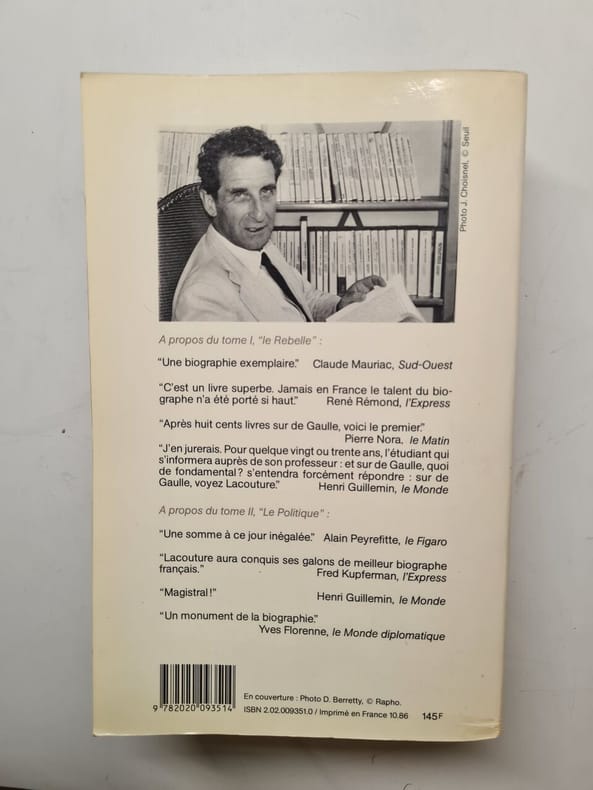 Photo J. Choisnel, © Seuil
A propos du tome I, "le Rebelle" :
"Une biographie exemplaire." Claude Mauriac, Sud-Ouest
"C'est un livre superbe. Jamais en France le talent du bio-
graphe n'a été porté si haut." René Rémond, l'Express
"Après huit cents livres sur de Gaulle, voici le premier."
Pierre Nora, le Matin
"J'en jurerais. Pour quelque vingt ou trente ans, l'étudiant qui
s'informera auprès de son professeur : et sur de Gaulle, quoi
de fondamental ? s'entendra forcément répondre : sur de
Gaulle, voyez Lacouture." Henri Guillemin, le Monde
A propos du tome II, "Le Politique" :
"Une somme à ce jour inégalée." Alain Peyrefitte, le Figaro
"Lacouture aura conquis ses galons de meilleur biographe
français." Fred Kupferman, l'Express
"Magistral !" Henri Guillemin, le Monde
"Un monument de la biographie."
Yves Florenne, le Monde diplomatique
En couverture : Photo D. Berretty, © Rapho.
9 782020 093514
ISBN 2.02.009351.0 / Imprimé en France 10.86 145F